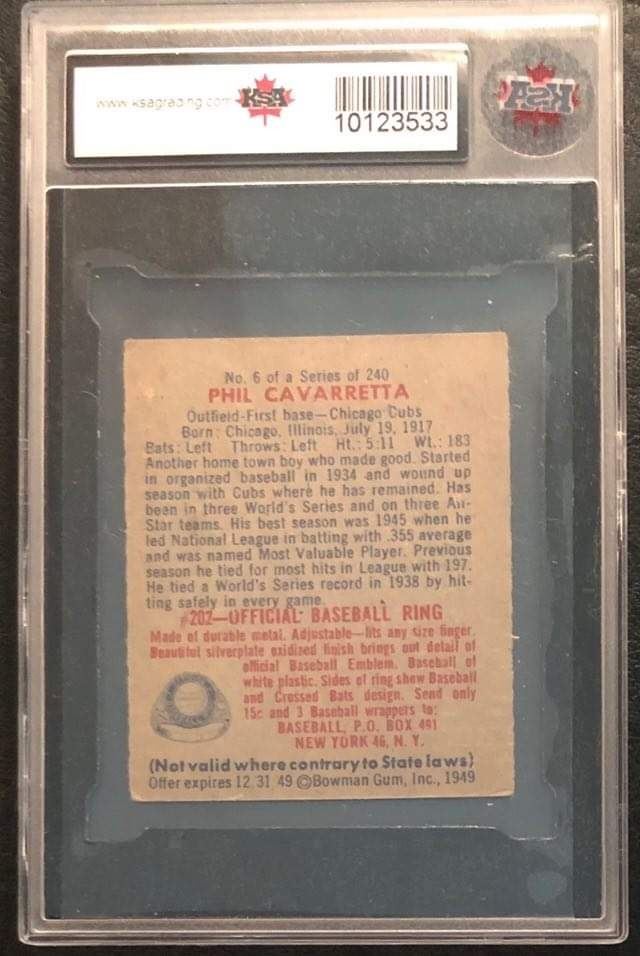 www.ksagrading.com
KSA
10123533
KSA
No. 6 of a Series of 240
PHIL CAVARRETTA
Outfield-First base—Chicago Cubs
Born: Chicago, Illinois, July 19, 1917
Bats: Left Throws: Left Ht.: 5:11 Wt.: 183
Another home town boy who made good. Started
in organized baseball in 1934 and wound up
season with Cubs where he has remained. Has
been in three World's Series and on three All-
Star teams. His best season was 1945 when he
led National League in batting with .355 average
and was named Most Valuable Player. Previous
season he tied for most hits in League with 197.
He tied a World's Series record in 1938 by hit-
ting safely in every game.
#202—OFFICIAL BASEBALL RING
Made of durable metal. Adjustable—fits any size finger.
Beautiful silverplate oxidized finish brings out detail of
official Baseball Emblem. Baseball of
white plastic. Sides of ring show Baseball
and Crossed Bats design. Send only
15c and 3 Baseball wrappers to:
BASEBALL, P.O. BOX 491
NEW YORK 46, N. Y.
(Not valid where contrary to State laws)
Offer expires 12 31 49 ©Bowman Gum, Inc., 1949